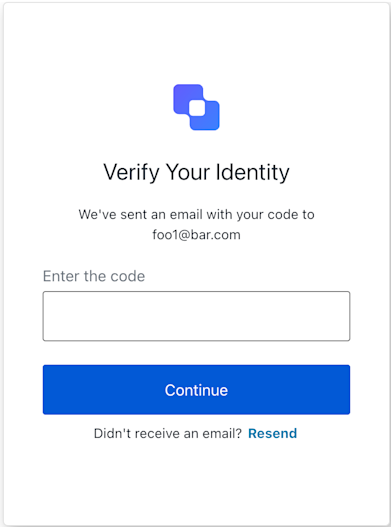 Verify Your Identity
We've sent an email with your code to
foo1@bar.com
Enter the code
Continue
Didn't receive an email? Resend